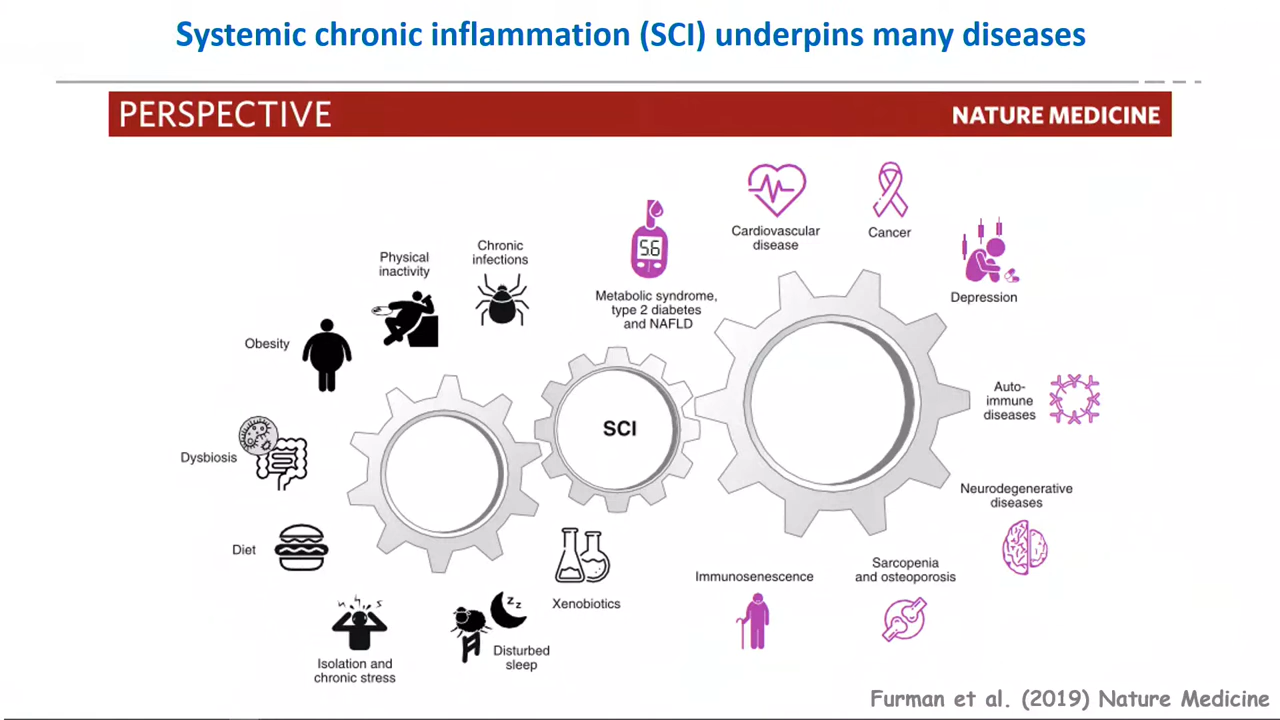 Systemic chronic inflammation (SCI) underpins many diseases
PERSPECTIVE
NATURE MEDICINE
Cardiovascular
disease
Cancer
Chronic
infections
Physical
inactivity
56
Metabolic syndrome,
type 2 diabetes
and NAFLD
Depression
Obesity
Auto-
immune
diseases
SCI
Dysbiosis
Neurodegenerative
diseases
Diet
Xenobiotics
Immunosenescence
Sarcopenia
and osteoporosis
z z
Disturbed
sleep
Isolation and
chronic stress
Furman et al. (2019) Nature Medicine